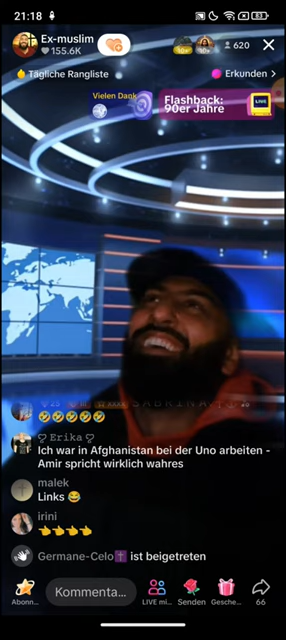 21:18
83
Ex-muslim
155.6K
620
Tägliche Rangliste
Erkunden >
Vielen Dank
Flashback:
90er Jahre
LIVE
Erika
Ich war in Afghanistan bei der Uno arbeiten -
Amir spricht wirklich wahres
malek
Links 😂
irini
👈👈👈👈
Germane-Celo✝️ ist beigetreten
Abonn...
Kommenta...
LIVE mi...
Senden
Gesche...
66